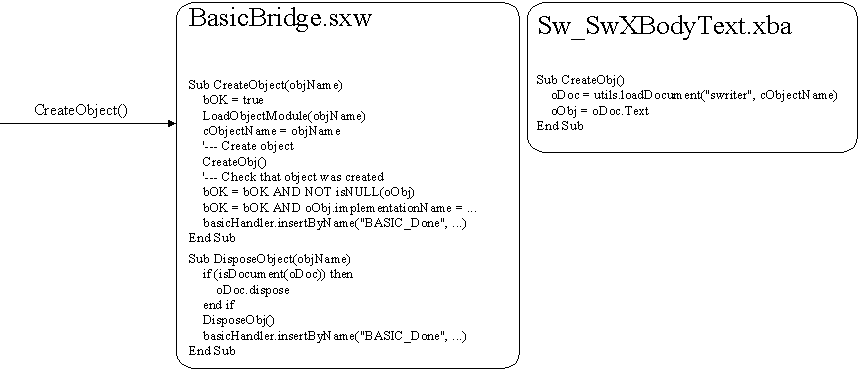 CreateObject()
BasicBridge.sxw
Sub CreateObject(objName)
bOK = true
LoadObjectModule(objName)
cObjectName = objName
'--- Create object
CreateObj()
'--- Check that object was created
bOK = bOK AND NOT isNULL(oObj)
bOK = bOK AND oObj.implementationName = ...
basicHandler.insertByName("BASIC_Done", ...)
End Sub
Sub DisposeObject(objName)
if (isDocument(oDoc)) then
oDoc.dispose
end if
DisposeObj()
basicHandler.insertByName("BASIC_Done", ...)
End Sub
Sw_SwXBodyText.xba
Sub CreateObj()
oDoc = utils.loadDocument("swriter", cObjectName)
oObj = oDoc.Text
End Sub